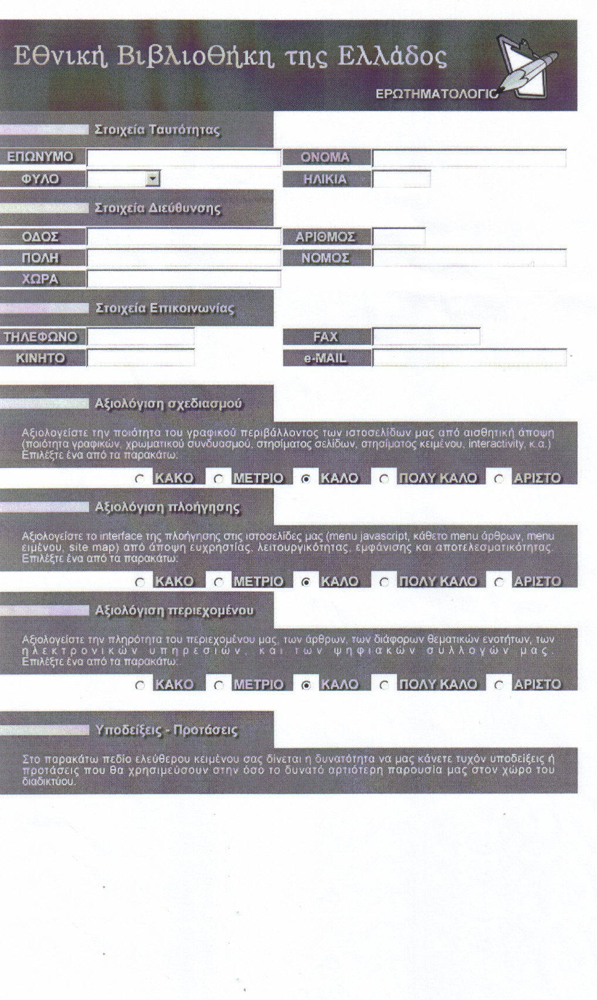 Εθνική Βιβλιοθήκη της Ελλάδος
ΕΡΩΤΗΜΑΤΟΛΟΓΙΟ
Στοιχεία Ταυτότητας
ΕΠΩΝΥΜΟ ΟΝΟΜΑ
ΦΥΛΟ ΗΛΙΚΙΑ
Στοιχεία Διεύθυνσης
ΟΔΟΣ ΑΡΙΘΜΟΣ
ΠΟΛΗ ΝΟΜΟΣ
ΧΩΡΑ
Στοιχεία Επικοινωνίας
ΤΗΛΕΦΩΝΟ FAX
ΚΙΝΗΤΟ e-MAIL
Αξιολόγιση σχεδιασμού
Αξιολογείστε την ποιότητα του γραφικού περιβάλλοντος των ιστοσελίδων μας από αισθητική άποψη
(ποιότητα γραφικών, χρωματικού συνδυασμού, στησίματος σελίδων, στησίματος κειμένου, interactivity, κ.α.)
Επιλέξτε ένα από τα παρακάτω:
ΚΑΚΟ ΜΕΤΡΙΟ ΚΑΛΟ ΠΟΛΥ ΚΑΛΟ ΑΡΙΣΤΟ
Αξιολόγιση πλοήγησης
Αξιολογείστε το interface της πλοήγησης στις ιστοσελίδες μας (menu javascript, κάθετο menu άρθρων, menu
ειμένου, site map) από άποψη ευχρηστίας, λειτουργικότητας, εμφάνισης και αποτελεσματικότητας.
Επιλέξτε ένα από τα παρακάτω:
ΚΑΚΟ ΜΕΤΡΙΟ ΚΑΛΟ ΠΟΛΥ ΚΑΛΟ ΑΡΙΣΤΟ
Αξιολόγιση περιεχομένου
Αξιολογείστε την πληρότητα του περιεχομένου μας, των άρθρων, των διάφορων θεματικών ενοτήτων, των
ηλεκτρονικών υπηρεσιών, και των ψηφιακών συλλογών μας.
Επιλέξτε ένα από τα παρακάτω:
ΚΑΚΟ ΜΕΤΡΙΟ ΚΑΛΟ ΠΟΛΥ ΚΑΛΟ ΑΡΙΣΤΟ
Υποδείξεις - Προτάσεις
Στο παρακάτω πεδίο ελεύθερου κειμένου σας δίνεται η δυνατότητα να μας κάνετε τυχόν υποδείξεις ή
προτάσεις που θα χρησιμεύσουν στην όσο το δυνατό αρτιότερη παρουσία μας στον χώρο του
διαδικτύου.